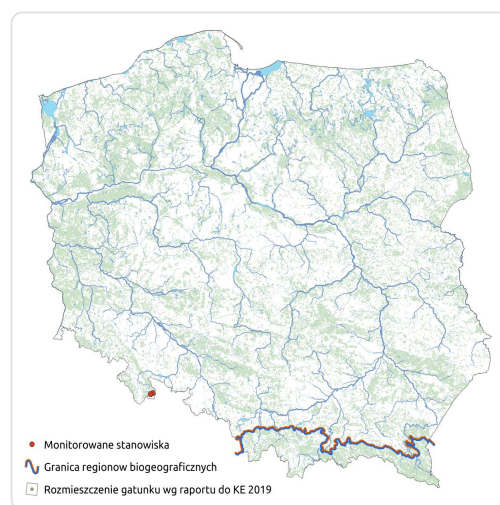 Monitorowane stanowiska
Granica regionow biogeograficznych
Rozmieszczenie gatunku wg raportu do KE 2019